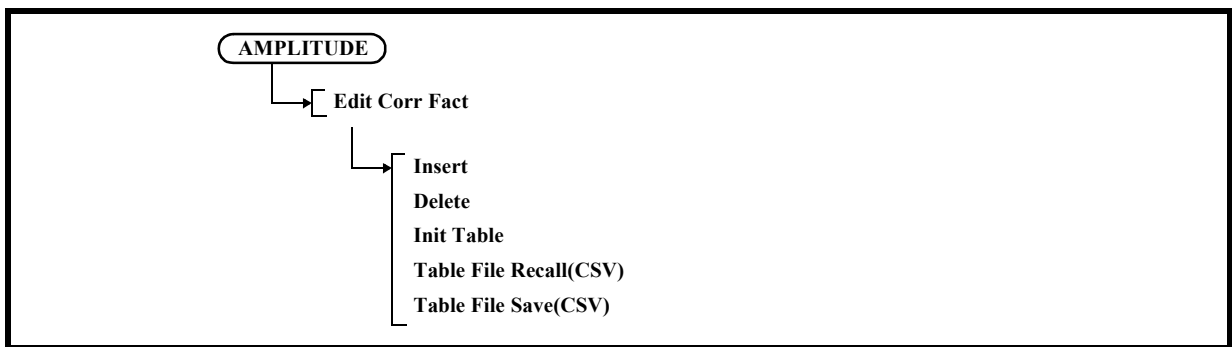 AMPLITUDE
Edit Corr Fact
Insert
Delete
Init Table
Table File Recall(CSV)
Table File Save(CSV)